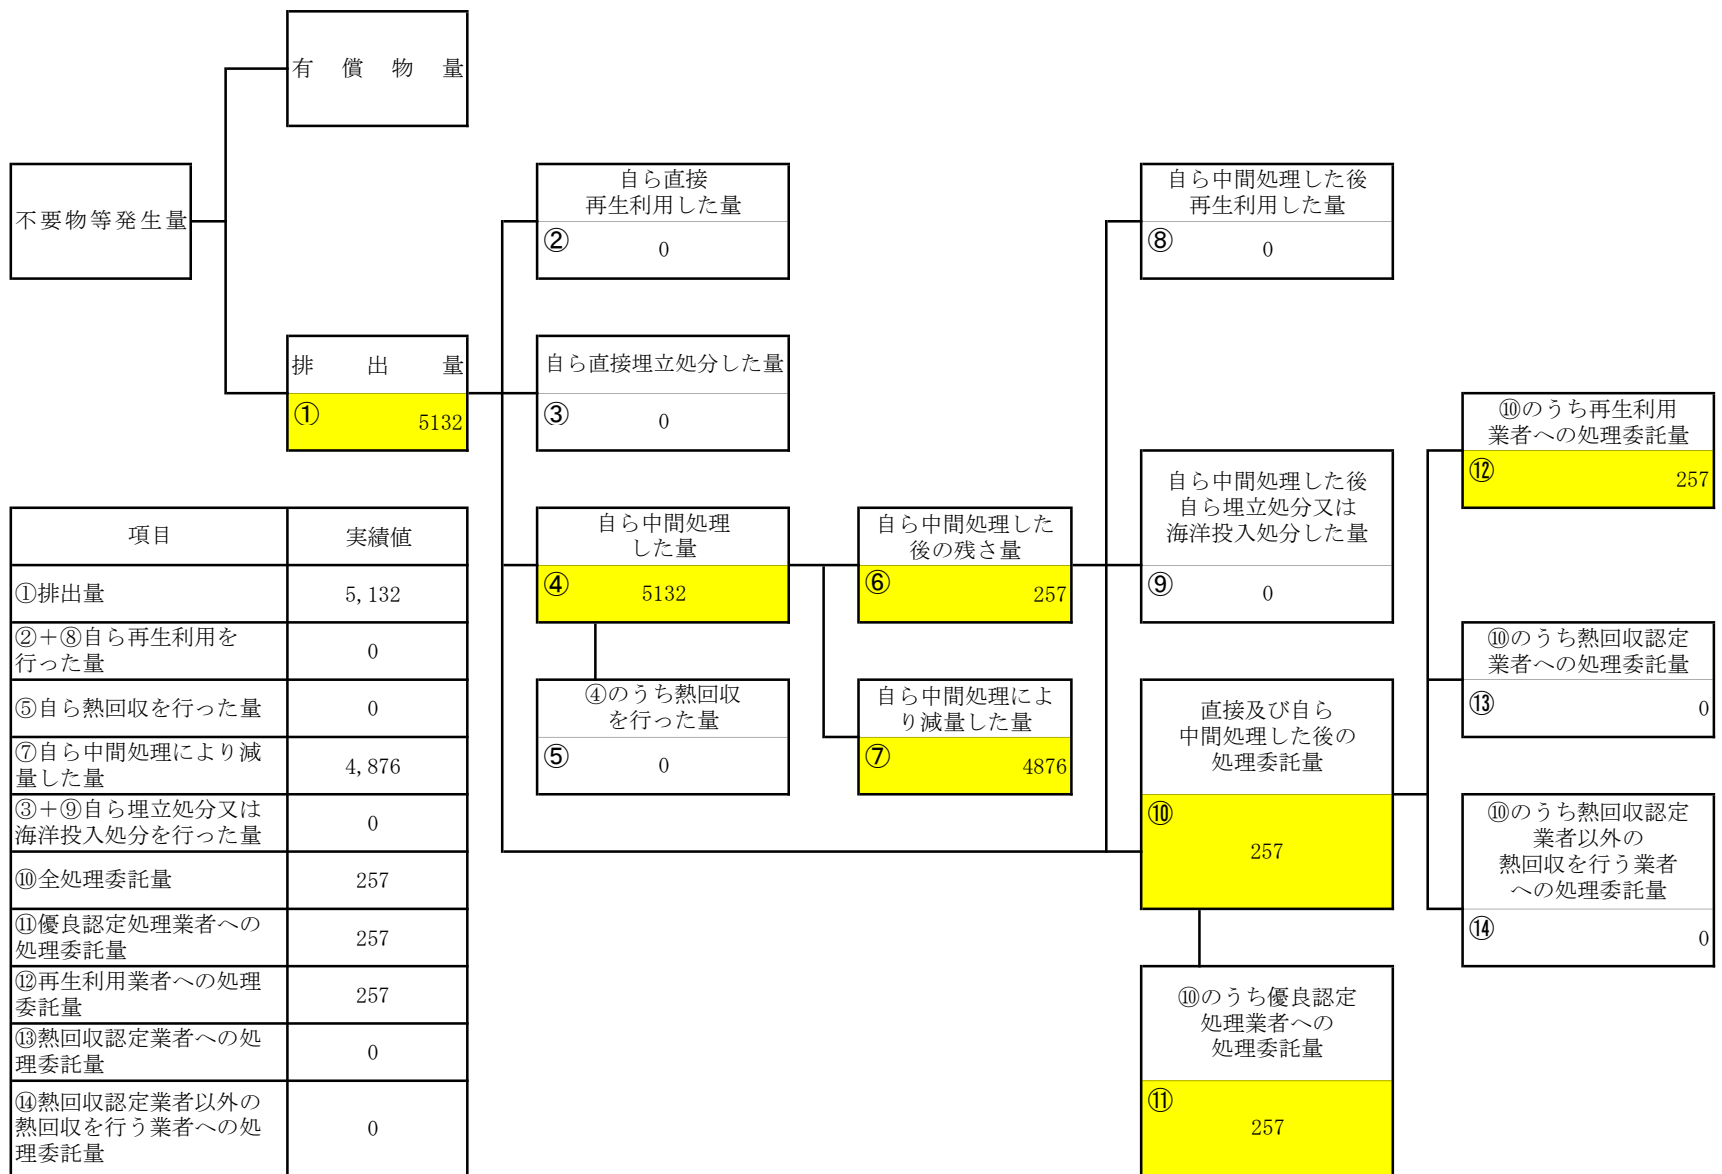 有償物量
不要物等発生量
排出量
① 5132
自ら直接
再生利用した量
② 0
自ら直接埋立処分した量
③ 0
自ら中間処理
した量
④ 5132
④のうち熱回収
を行った量
⑤ 0
自ら中間処理した
後の残さ量
⑥ 257
自ら中間処理によ
り減量した量
⑦ 4876
自ら中間処理した後
再生利用した量
⑧ 0
自ら中間処理した後
自ら埋立処分又は
海洋投入処分した量
⑨ 0
直接及び自ら
中間処理した後の
処理委託量
⑩
257
⑩のうち優良認定
処理業者への
処理委託量
⑪
257
⑩のうち再生利用
業者への処理委託量
⑫ 257
⑩のうち熱回収認定
業者への処理委託量
⑬ 0
⑩のうち熱回収認定
業者以外の
熱回収を行う業者
への処理委託量
⑭ 0
項目 実績値
①排出量 5,132
②+⑧自ら再生利用を
行った量 0
⑤自ら熱回収を行った量 0
⑦自ら中間処理により減
量した量 4,876
③+⑨自ら埋立処分又は
海洋投入処分を行った量 0
⑩全処理委託量 257
⑪優良認定処理業者への
処理委託量 257
⑫再生利用業者への処理
委託量 257
⑬熱回収認定業者への処
理委託量 0
⑭熱回収認定業者以外の
熱回収を行う業者への処
理委託量 0